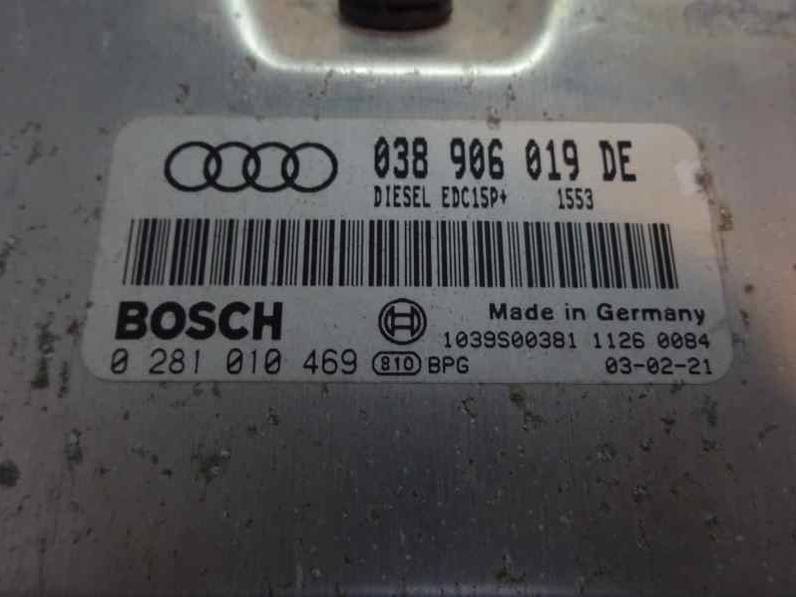 038 906 019 DE
DIESEL EDC15P+ 1553
BOSCH
Made in Germany
1039S00381 1126 0084
0 281 010 469 810 BPG 03-02-21